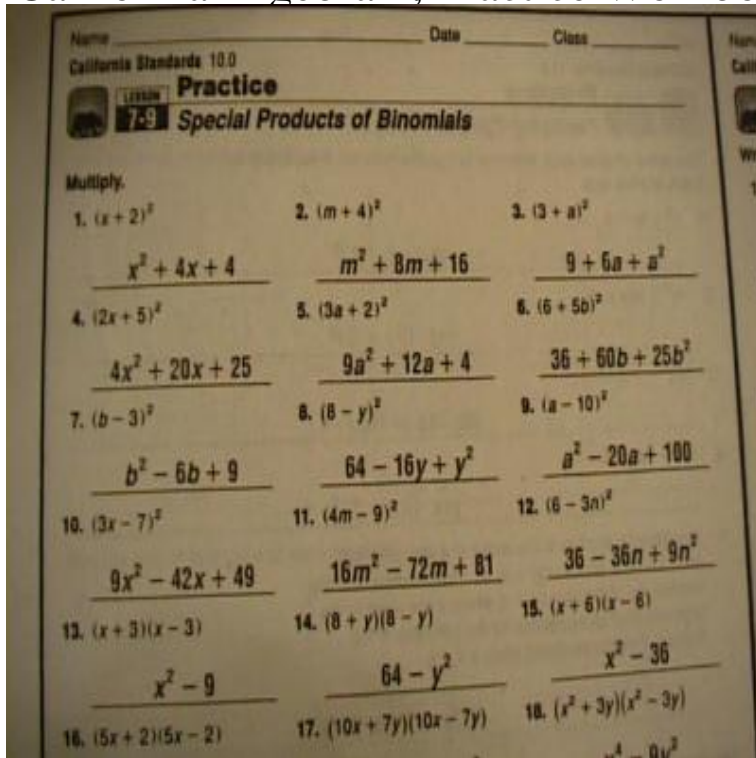 Name Date Class
California Standards 10.0
LESSON 7-9 Practice
Special Products of Binomials
Multiply.
1. (x + 2)² 2. (m + 4)² 3. (3 + a)²
x² + 4x + 4 m² + 8m + 16 9 + 6a + a²
4. (2x + 5)² 5. (3a + 2)² 6. (6 + 5b)²
4x² + 20x + 25 9a² + 12a + 4 36 + 60b + 25b²
7. (b − 3)² 8. (8 − y)² 9. (a − 10)²
b² − 6b + 9 64 − 16y + y² a² − 20a + 100
10. (3x − 7)² 11. (4m − 9)² 12. (6 − 3n)²
9x² − 42x + 49 16m² − 72m + 81 36 − 36n + 9n²
13. (x + 3)(x − 3) 14. (8 + y)(8 − y) 15. (x + 6)(x − 6)
x² − 9 64 − y² x² − 36
16. (5x + 2)(5x − 2) 17. (10x + 7y)(10x − 7y) 18. (x² + 3y)(x² − 3y)
x⁴ − 9y²